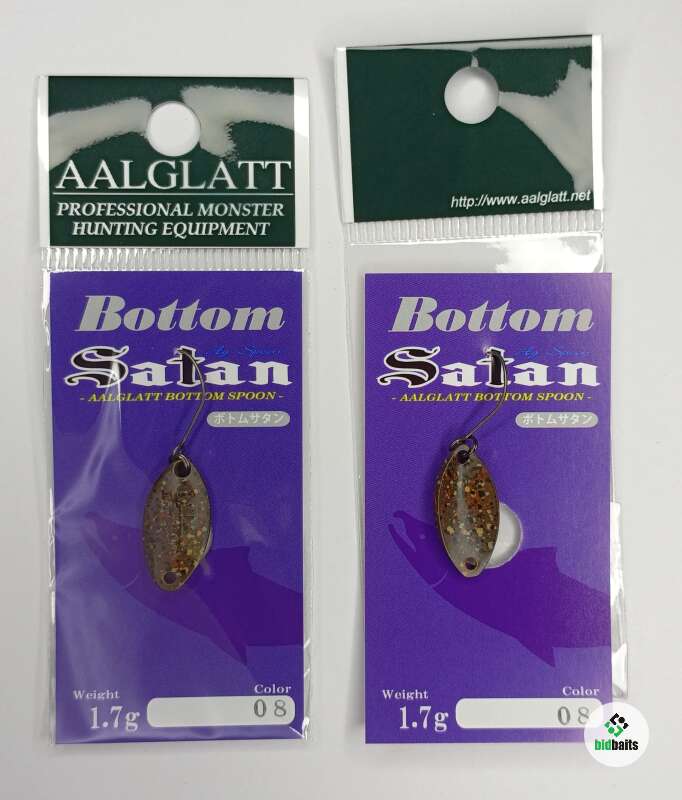 AALGLATT
PROFESSIONAL MONSTER
HUNTING EQUIPMENT
Bottom
Satan
- AALGLATT BOTTOM SPOON -
ボトムサタン
Weight
Color
1.7g
08
http://www.aalglatt.net
Bottom
Satan
- AALGLATT BOTTOM SPOON -
ボトムサタン
Weight
Color
1.7g
08
bidbaits